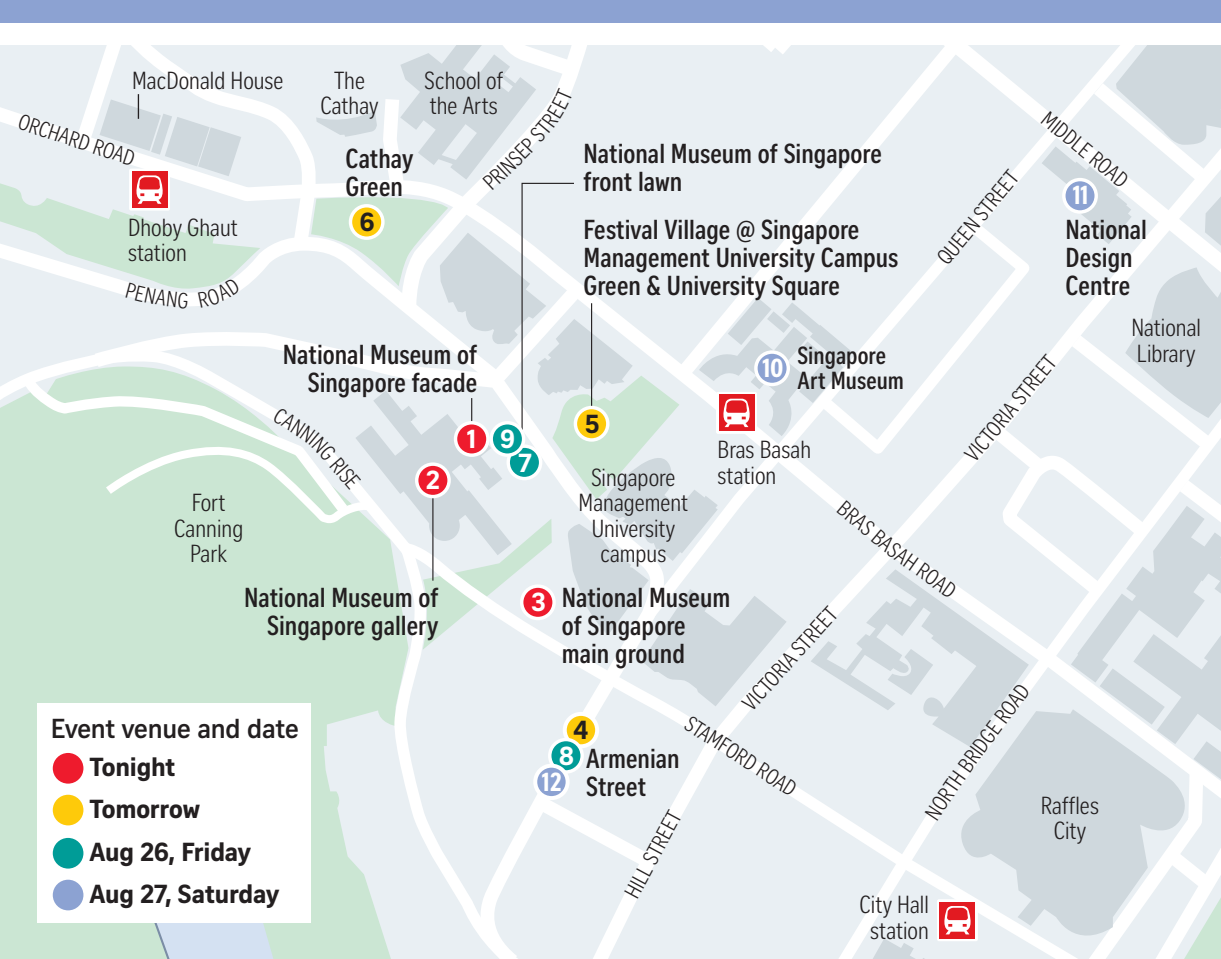 MacDonald House
The
Cathay
School of
the Arts
ORCHARD ROAD
PRINSEP STREET
MIDDLE ROAD
Cathay
Green
6
National Museum of Singapore
front lawn
11
National
Design
Centre
QUEEN STREET
Dhoby Ghaut
station
Festival Village @ Singapore
Management University Campus
Green & University Square
PENANG ROAD
National
Library
National Museum of
Singapore facade
10
Singapore
Art Museum
VICTORIA STREET
CANNING RISE
1
9
7
5
2
Bras Basah
station
Singapore
Management
University
campus
Fort
Canning
Park
BRAS BASAH ROAD
National Museum of
Singapore gallery
3
National Museum
of Singapore
main ground
VICTORIA STREET
4
8
12
Armenian
Street
STAMFORD ROAD
NORTH BRIDGE ROAD
Raffles
City
HILL STREET
City Hall
station
Event venue and date
Tonight
Tomorrow
Aug 26, Friday
Aug 27, Saturday